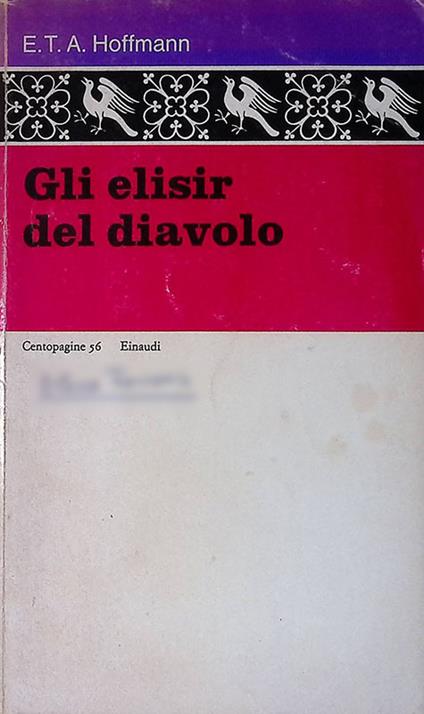 E. T. A. Hoffmann
Gli elisir
del diavolo
Centopagine 56 Einaudi